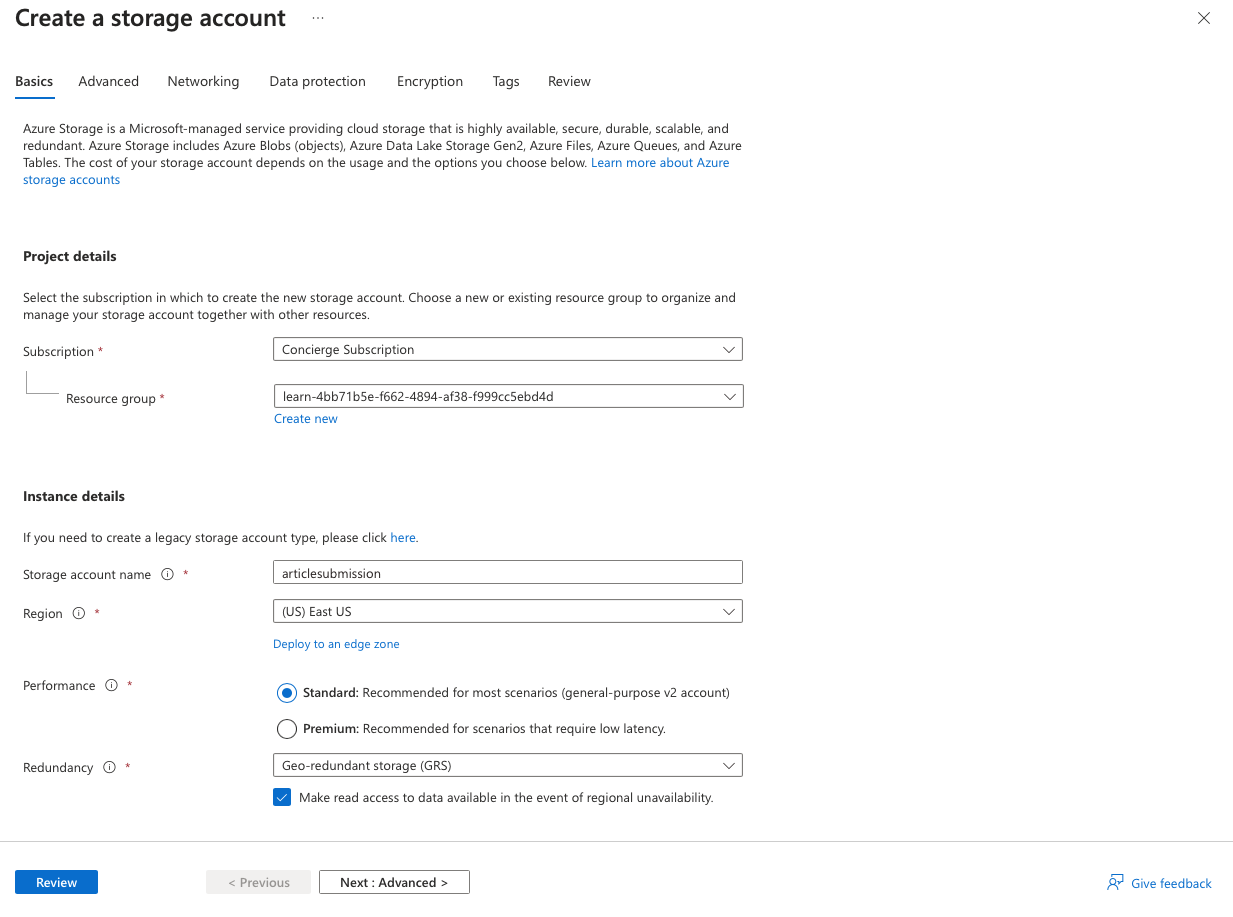 Create a storage account ...
Basics Advanced Networking Data protection Encryption Tags Review
Azure Storage is a Microsoft-managed service providing cloud storage that is highly available, secure, durable, scalable, and
redundant. Azure Storage includes Azure Blobs (objects), Azure Data Lake Storage Gen2, Azure Files, Azure Queues, and Azure
Tables. The cost of your storage account depends on the usage and the options you choose below. Learn more about Azure
storage accounts
Project details
Select the subscription in which to create the new storage account. Choose a new or existing resource group to organize and
manage your storage account together with other resources.
Subscription * Concierge Subscription
Resource group * learn-4bb71b5e-f662-4894-af38-f999cc5ebd4d
Create new
Instance details
If you need to create a legacy storage account type, please click here.
Storage account name * articlesubmission
Region * (US) East US
Deploy to an edge zone
Performance * Standard: Recommended for most scenarios (general-purpose v2 account)
Premium: Recommended for scenarios that require low latency.
Redundancy * Geo-redundant storage (GRS)
Make read access to data available in the event of regional unavailability.
Review < Previous Next : Advanced > Give feedback